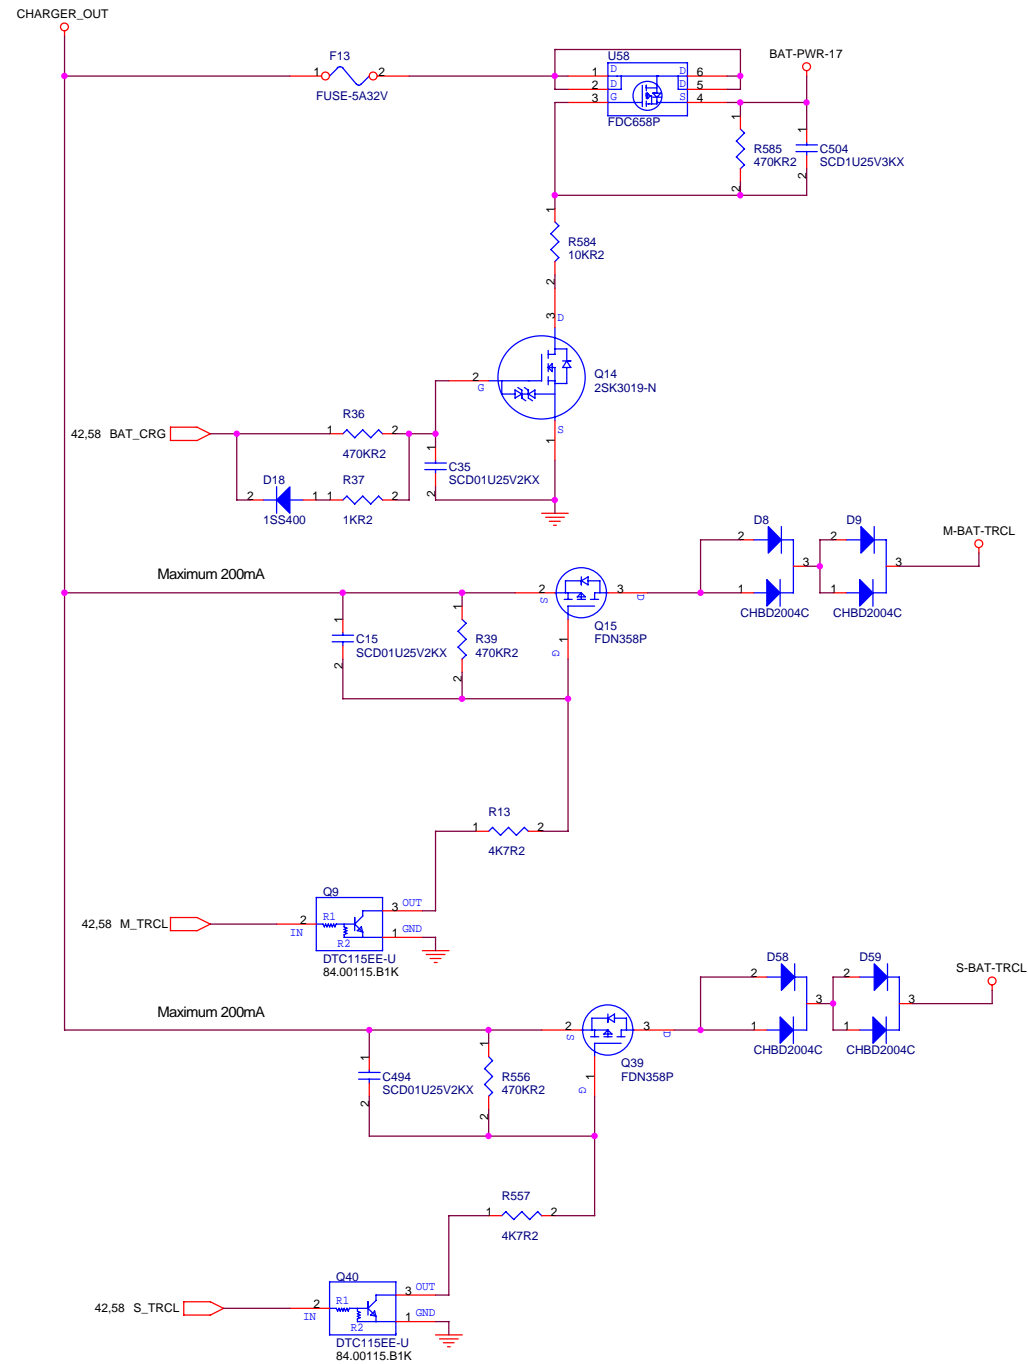 CHARGER_OUT
F13
1 2
FUSE-5A32V
U58
1 D D 6
2 D D 5
3 G S 4
FDC658P
BAT-PWR-17
1
R585
470KR2
2
1
C504
SCD1U25V3KX
2
1
R584
10KR2
2
3 D
2
G
Q14
2SK3019-N
S
1
42,58 BAT_CRG
R36
1 2
470KR2
D18
2 1
1SS400
R37
1 2
1KR2
1
C35
SCD01U25V2KX
2
D8
2
1 3
CHBD2004C
D9
2
1 3
CHBD2004C
M-BAT-TRCL
Maximum 200mA
2 3
S D
Q15
FDN358P
1
G
1
C15
SCD01U25V2KX
2
1
R39
470KR2
2
R13
1 2
4K7R2
42,58 M_TRCL
Q9
2
IN
R1
R2
3 OUT
1 GND
DTC115EE-U
84.00115.B1K
D58
2
1 3
CHBD2004C
D59
2
1 3
CHBD2004C
S-BAT-TRCL
Maximum 200mA
2 3
S D
Q39
FDN358P
1
G
1
C494
SCD01U25V2KX
2
1
R556
470KR2
2
R557
1 2
4K7R2
42,58 S_TRCL
Q40
2
IN
R1
R2
3 OUT
1 GND
DTC115EE-U
84.00115.B1K